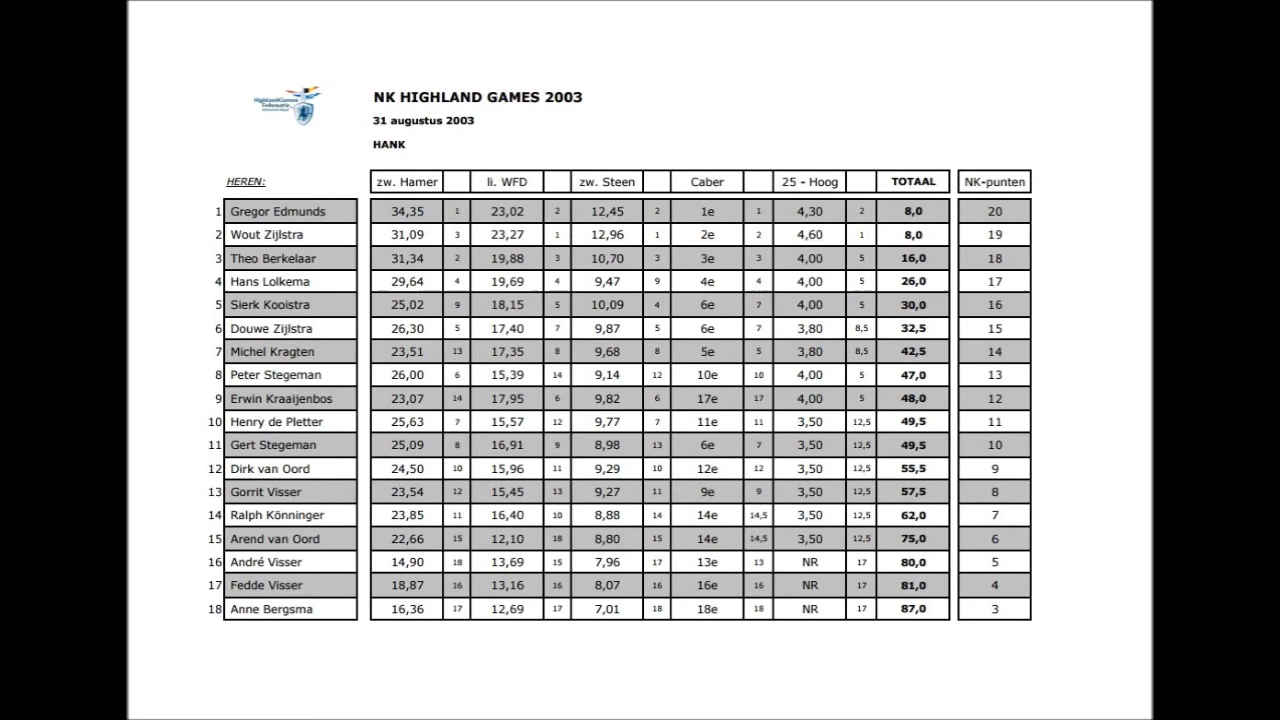 HighlandGames
Federatie
NK HIGHLAND GAMES 2003
31 augustus 2003
HANK
HEREN: zw. Hamer li. WFD zw. Steen Caber 25 - Hoog TOTAAL NK-punten
1 Gregor Edmunds 34,35 1 23,02 2 12,45 2 1e 1 4,30 2 8,0 20
2 Wout Zijlstra 31,09 3 23,27 1 12,96 1 2e 2 4,60 1 8,0 19
3 Theo Berkelaar 31,34 2 19,88 3 10,70 3 3e 3 4,00 5 16,0 18
4 Hans Lolkema 29,64 4 19,69 4 9,47 9 4e 4 4,00 5 26,0 17
5 Sierk Kooistra 25,02 9 18,15 5 10,09 4 6e 7 4,00 5 30,0 16
6 Douwe Zijlstra 26,30 5 17,40 7 9,87 5 6e 7 3,80 8,5 32,5 15
7 Michel Kragten 23,51 13 17,35 8 9,68 8 5e 5 3,80 8,5 42,5 14
8 Peter Stegeman 26,00 6 15,39 14 9,14 12 10e 10 4,00 5 47,0 13
9 Erwin Kraaijenbos 23,07 14 17,95 6 9,82 6 17e 17 4,00 5 48,0 12
10 Henry de Pletter 25,63 7 15,57 12 9,77 7 11e 11 3,50 12,5 49,5 11
11 Gert Stegeman 25,09 8 16,91 9 8,98 13 6e 7 3,50 12,5 49,5 10
12 Dirk van Oord 24,50 10 15,96 11 9,29 10 12e 12 3,50 12,5 55,5 9
13 Gorrit Visser 23,54 12 15,45 13 9,27 11 9e 9 3,50 12,5 57,5 8
14 Ralph Könninger 23,85 11 16,40 10 8,88 14 14e 14,5 3,50 12,5 62,0 7
15 Arend van Oord 22,66 15 12,10 18 8,80 15 14e 14,5 3,50 12,5 75,0 6
16 André Visser 14,90 18 13,69 15 7,96 17 13e 13 NR 17 80,0 5
17 Fedde Visser 18,87 16 13,16 16 8,07 16 16e 16 NR 17 81,0 4
18 Anne Bergsma 16,36 17 12,69 17 7,01 18 18e 18 NR 17 87,0 3